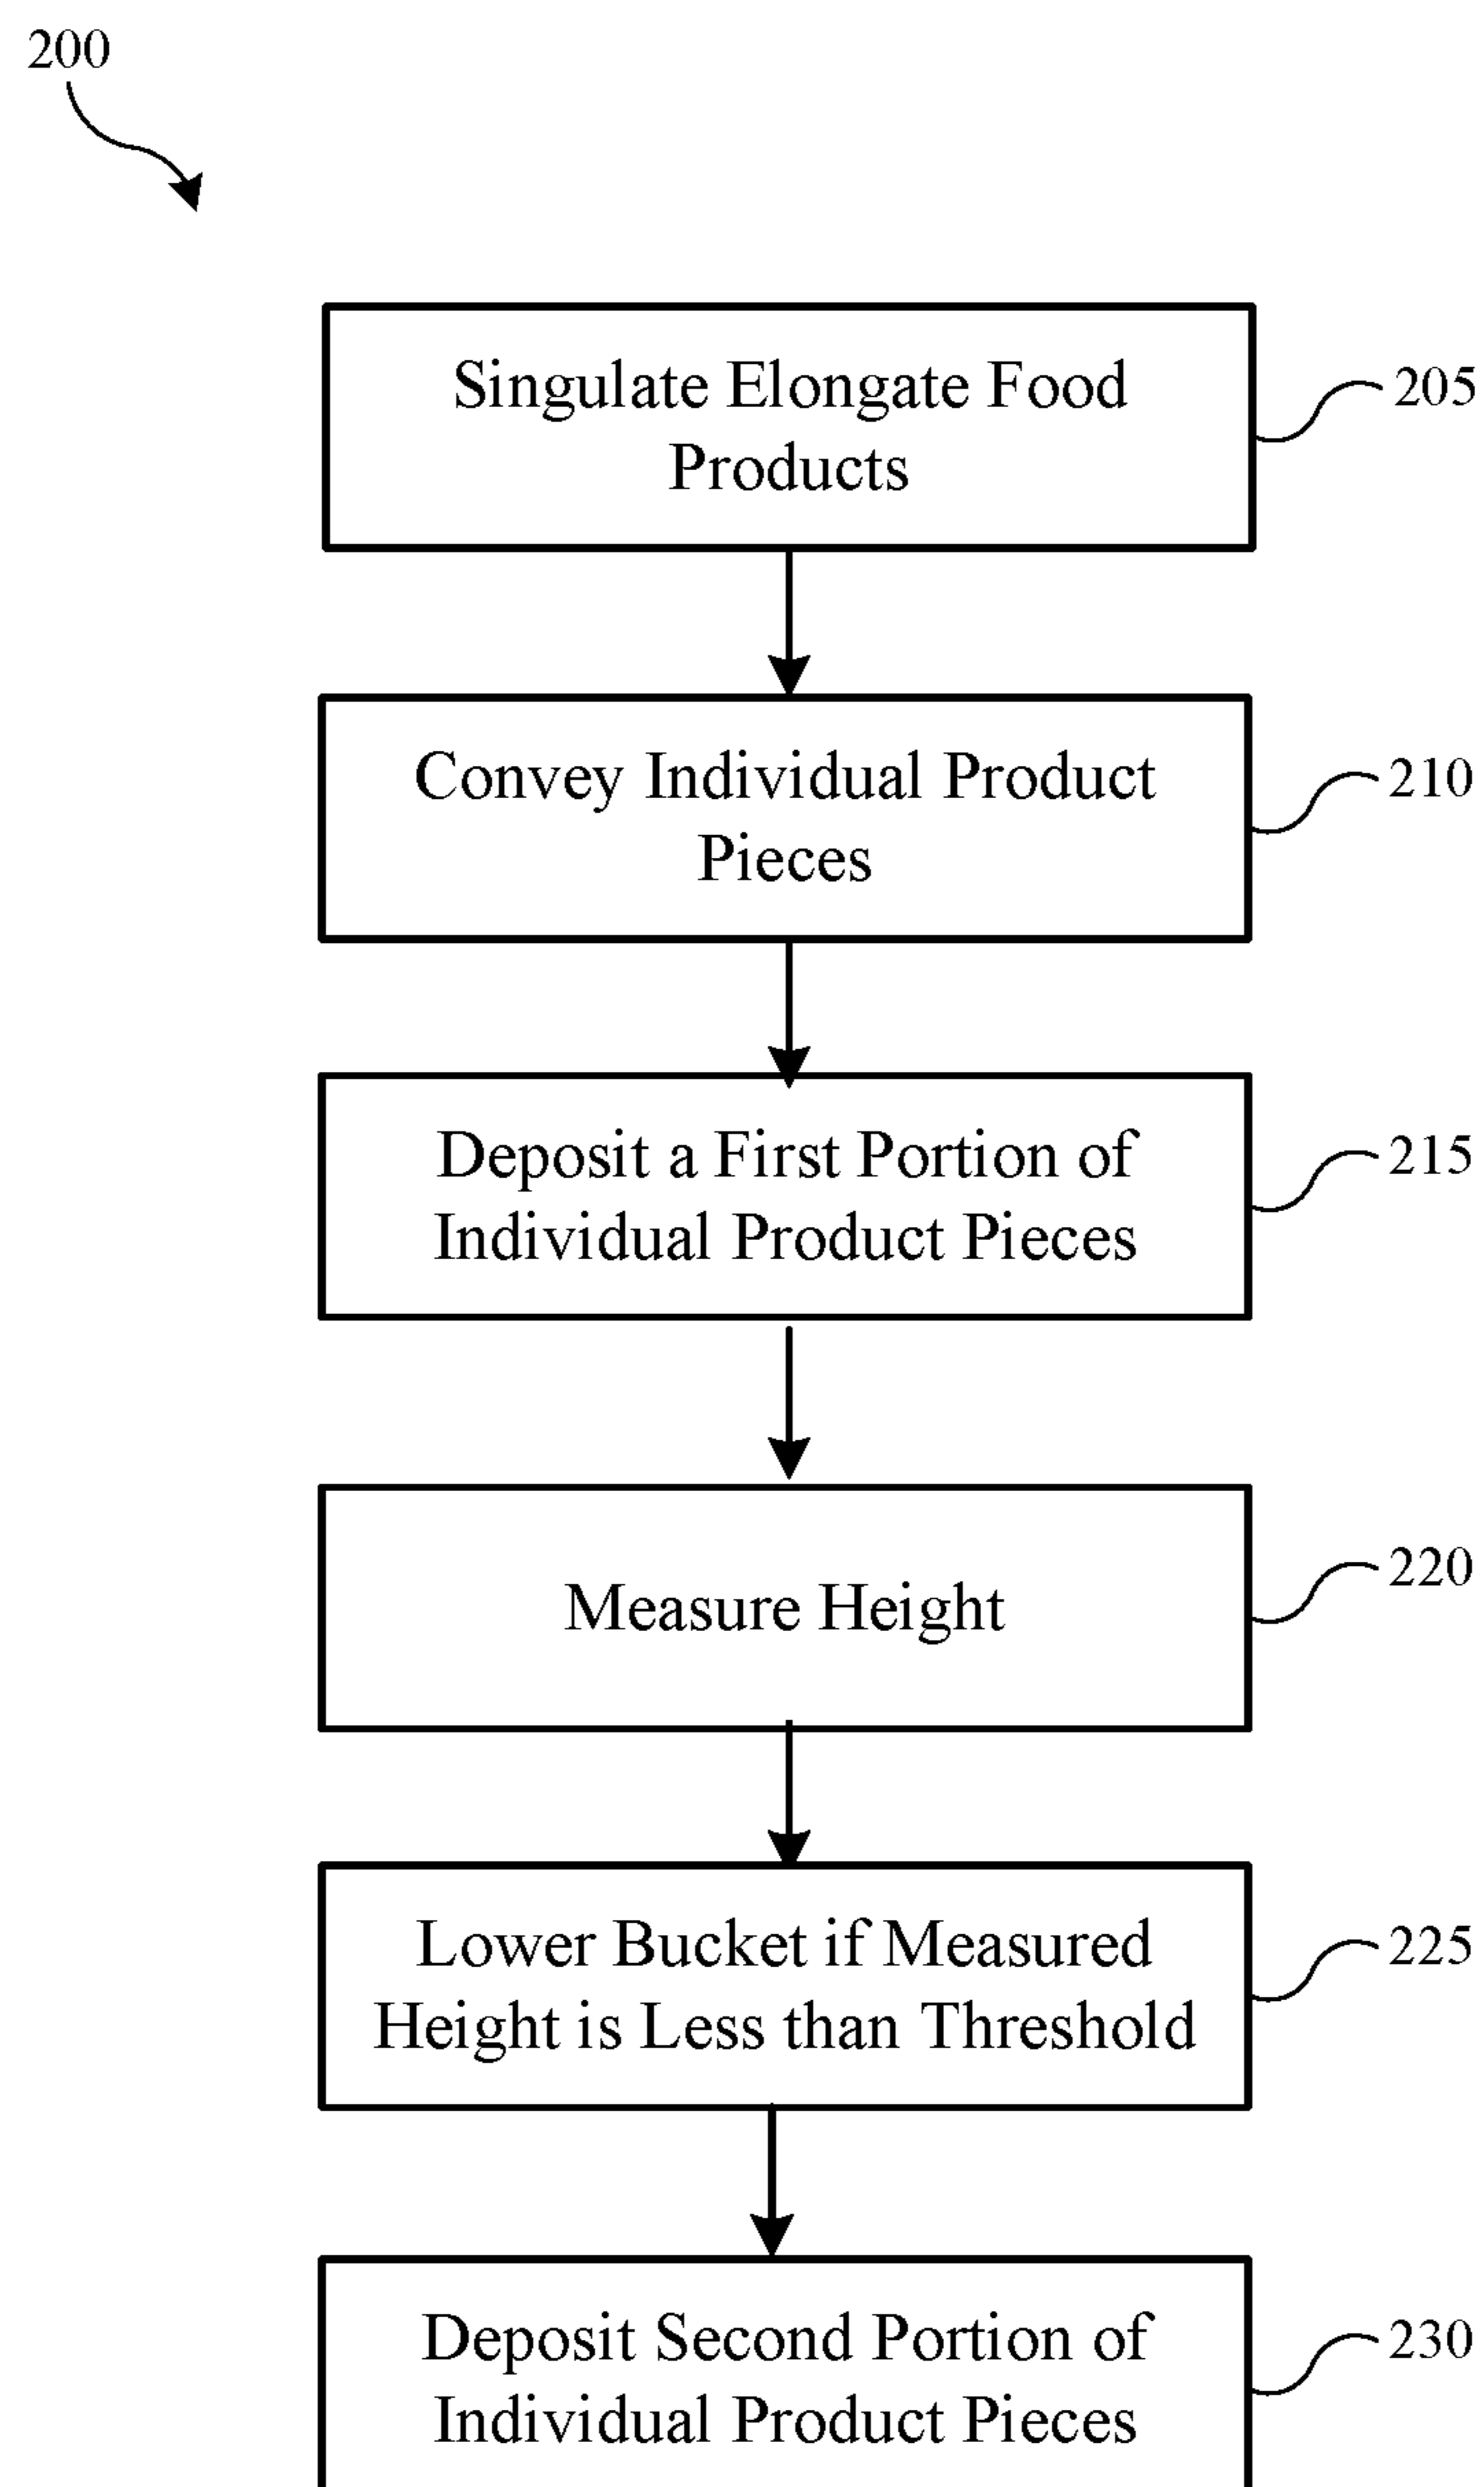 200
Singulate Elongate Food
Products
205
Convey Individual Product
Pieces
210
Deposit a First Portion of
Individual Product Pieces
215
Measure Height
220
Lower Bucket if Measured
Height is Less than Threshold
225
Deposit Second Portion of
Individual Product Pieces
230